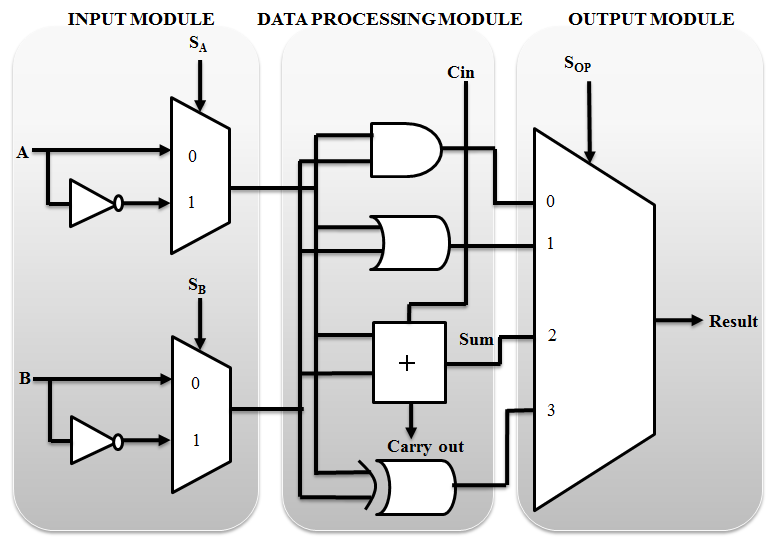 INPUT MODULE
DATA PROCESSING MODULE
OUTPUT MODULE
SA
Cin
SOP
A
0
1
0
1
SB
Sum
2
Result
+
B
0
3
1
Carry out